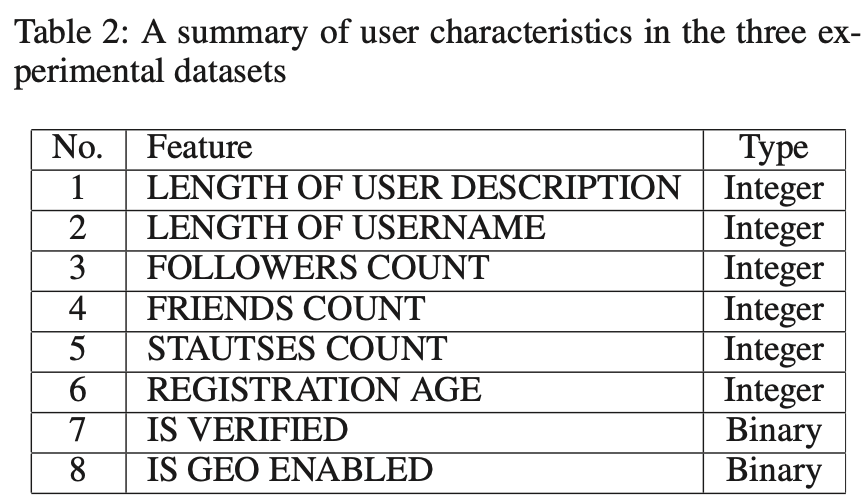 Table 2: A summary of user characteristics in the three ex-
perimental datasets
No. Feature Type
1 LENGTH OF USER DESCRIPTION Integer
2 LENGTH OF USERNAME Integer
3 FOLLOWERS COUNT Integer
4 FRIENDS COUNT Integer
5 STAUTSES COUNT Integer
6 REGISTRATION AGE Integer
7 IS VERIFIED Binary
8 IS GEO ENABLED Binary